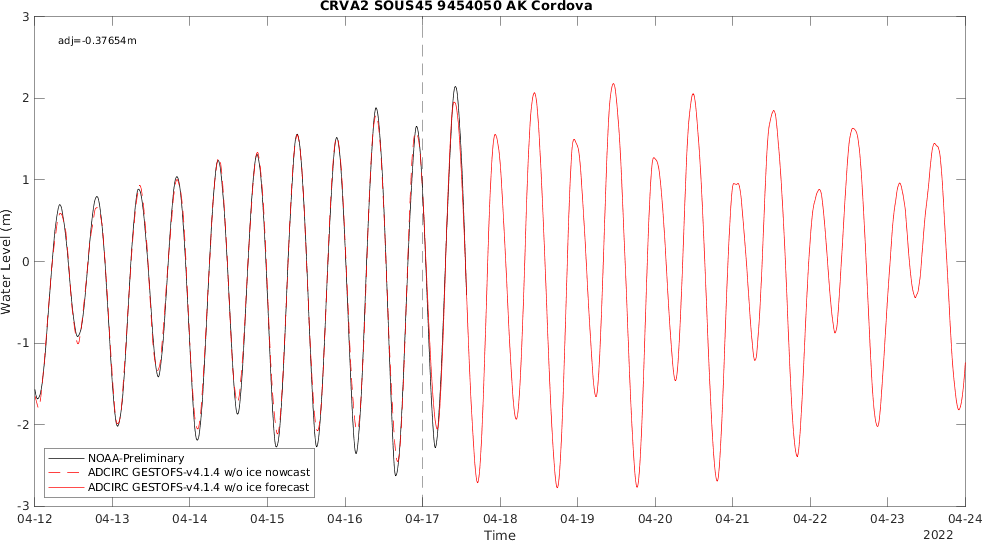 CRVA2 SOUS45 9454050 AK Cordova
adj=-0.37654m
3
2
1
0
-1
-2
-3
Water Level (m)
NOAA-Preliminary
ADCIRC GESTOFS-v4.1.4 w/o ice nowcast
ADCIRC GESTOFS-v4.1.4 w/o ice forecast
04-12 04-13 04-14 04-15 04-16 04-17 04-18 04-19 04-20 04-21 04-22 04-23 04-24
Time
2022